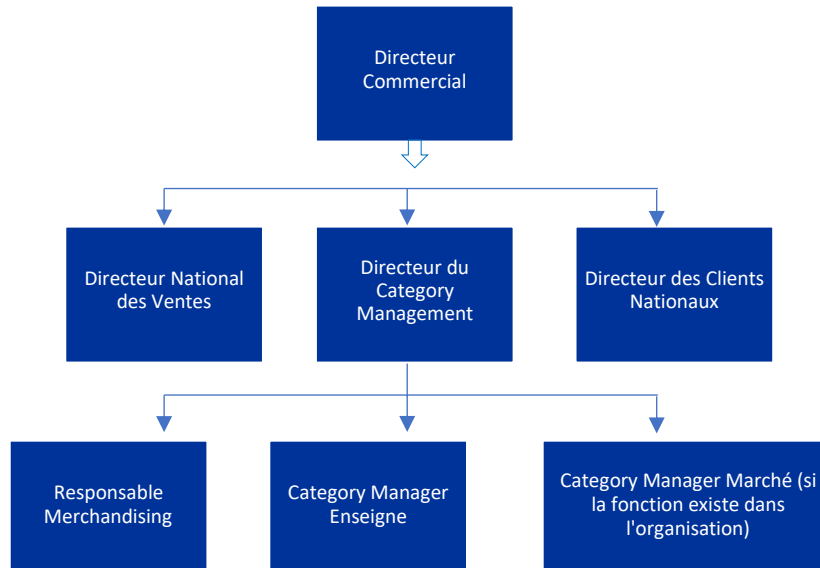 Directeur
Commercial
Directeur National
des Ventes
Directeur du
Category
Management
Directeur des Clients
Nationaux
Responsable
Merchandising
Category Manager
Enseigne
Category Manager Marché (si
la fonction existe dans
l'organisation)